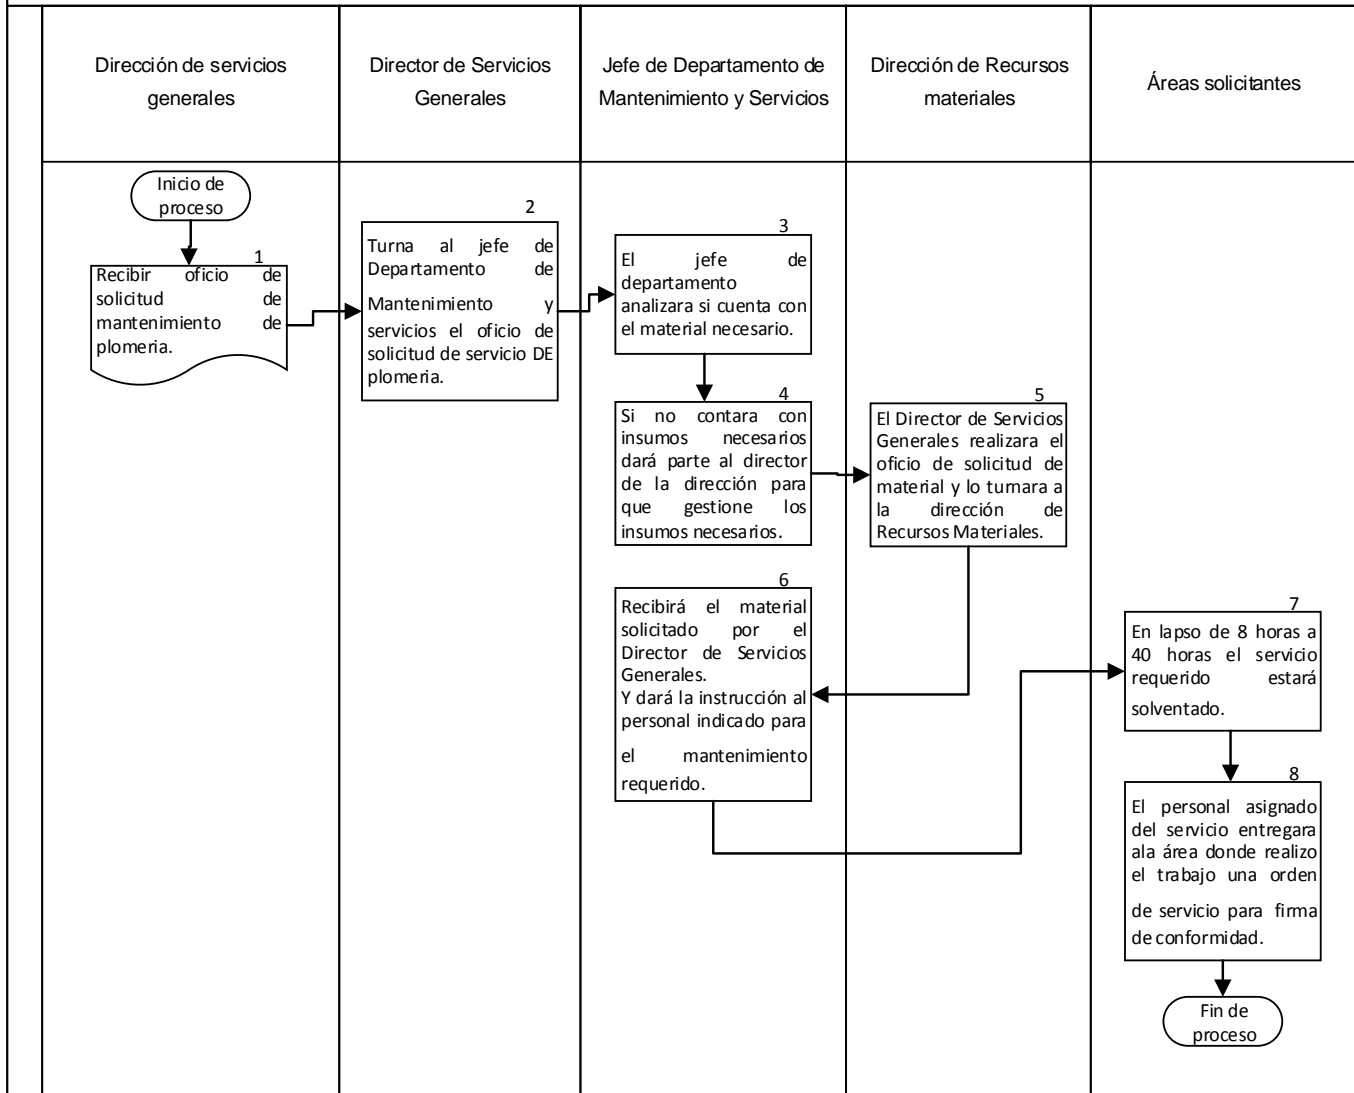 Dirección de servicios
generales
Director de Servicios
Generales
Jefe de Departamento de
Mantenimiento y Servicios
Dirección de Recursos
materiales
Áreas solicitantes
Inicio de
proceso
1
Recibir oficio de
solicitud de
mantenimiento de
plomeria.
2
Turna al jefe de
Departamento de
Mantenimiento y
servicios el oficio de
solicitud de servicio DE
plomeria.
3
El jefe de
departamento
analizara si cuenta con
el material necesario.
4
Si no contara con
insumos necesarios
dará parte al director
de la dirección para
que gestione los
insumos necesarios.
5
El Director de Servicios
Generales realizara el
oficio de solicitud de
material y lo turnara a
la dirección de
Recursos Materiales.
6
Recibirá el material
solicitado por el
Director de Servicios
Generales.
Y dará la instrucción al
personal indicado para
el mantenimiento
requerido.
7
En lapso de 8 horas a
40 horas el servicio
requerido estará
solventado.
8
El personal asignado
del servicio entregara
ala área donde realizo
el trabajo una orden
de servicio para firma
de conformidad.
Fin de
proceso